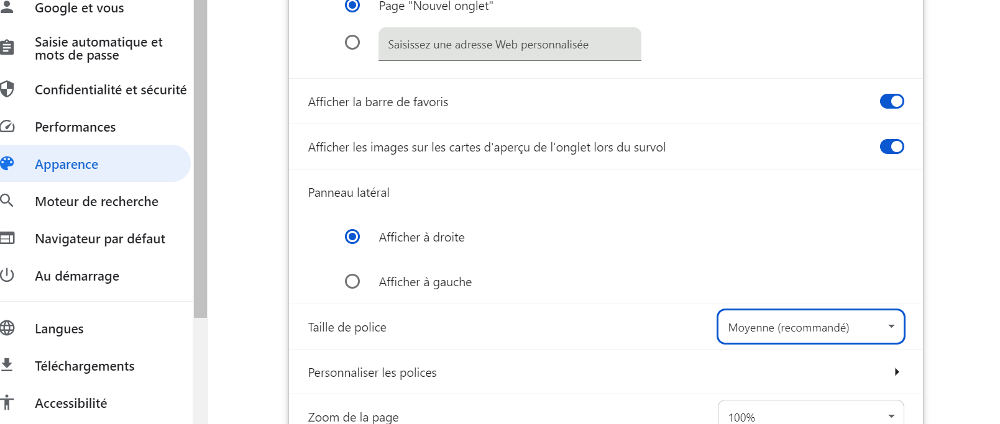 Google et vous
Saisie automatique et
mots de passe
Confidentialité et sécurité
Performances
Apparence
Moteur de recherche
Navigateur par défaut
Au démarrage
Langues
Téléchargements
Accessibilité
Page "Nouvel onglet"
Saisissez une adresse Web personnalisée
Afficher la barre de favoris
Afficher les images sur les cartes d'aperçu de l'onglet lors du survol
Panneau latéral
Afficher à droite
Afficher à gauche
Taille de police
Moyenne (recommandé)
Personnaliser les polices
Zoom de la page
100%